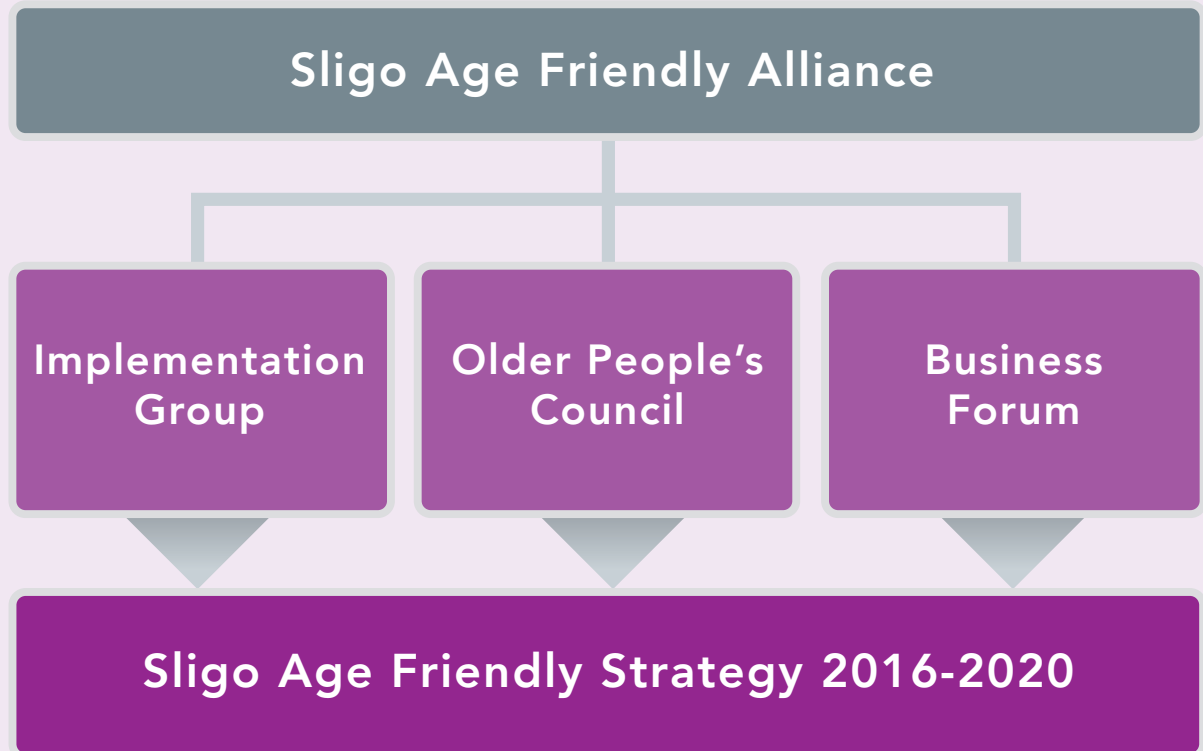 Sligo Age Friendly Alliance
Implementation
Group
Older People’s
Council
Business
Forum
Sligo Age Friendly Strategy 2016-2020